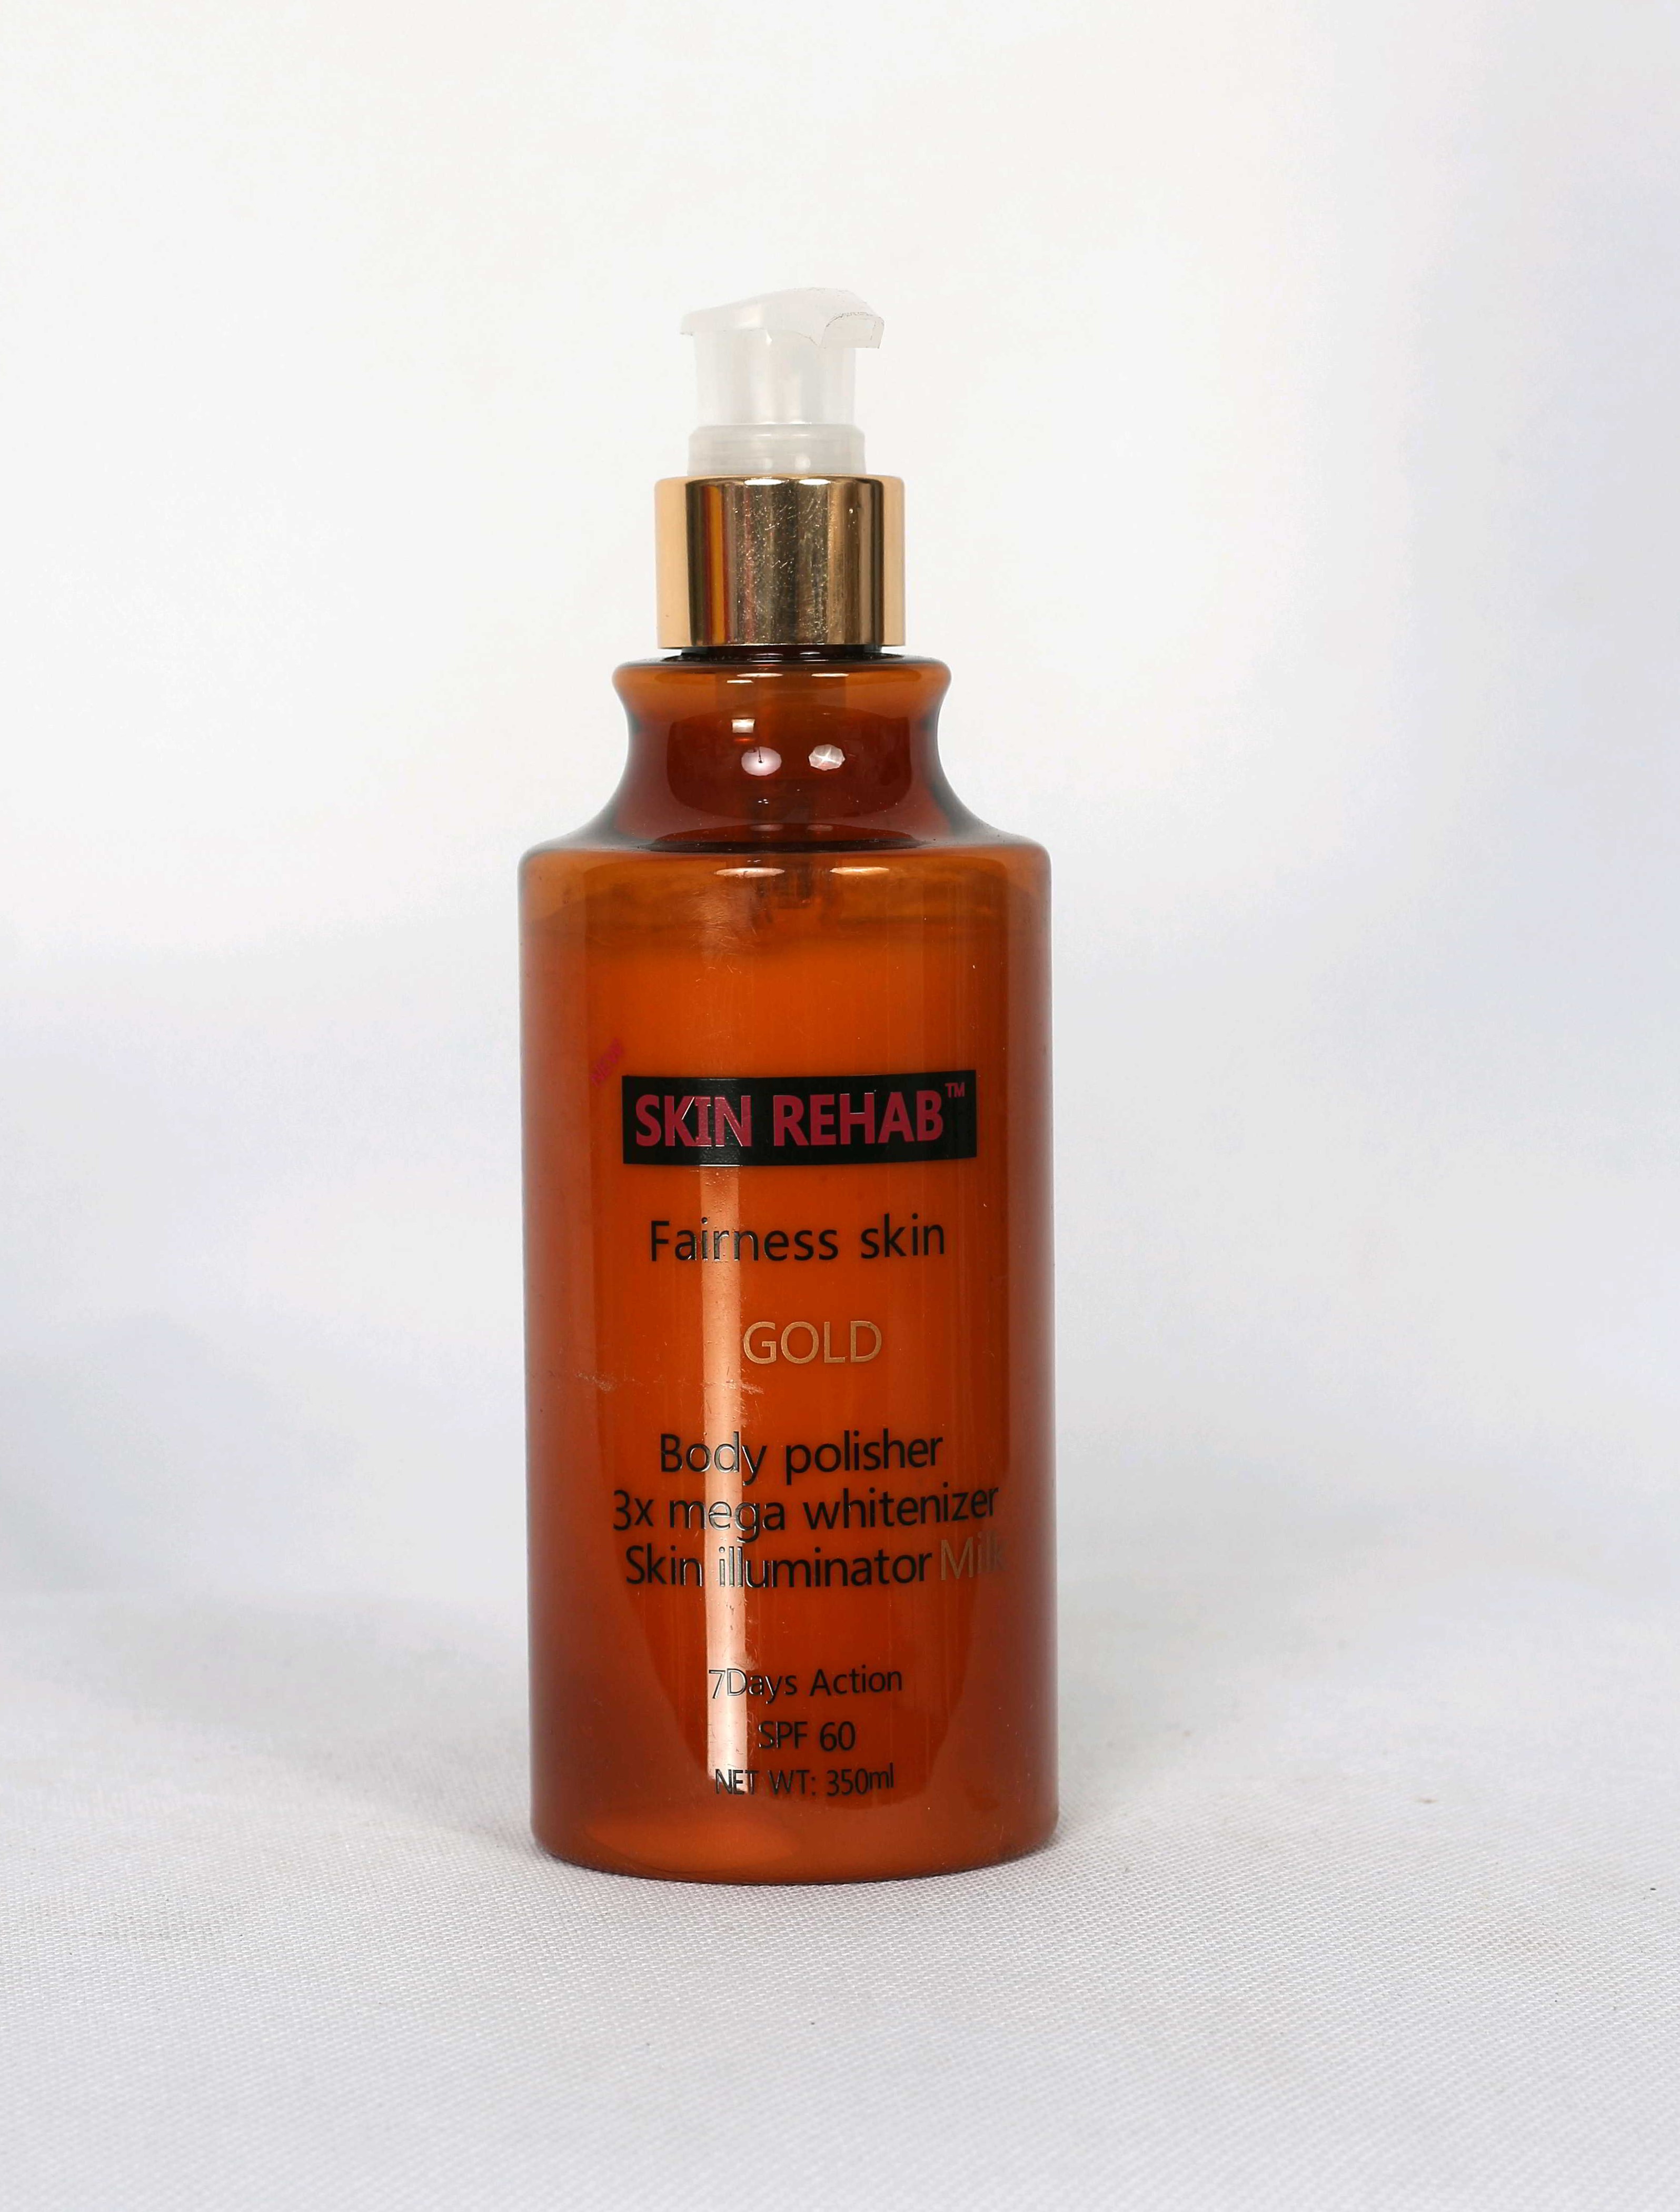 NEW
SKIN REHAB™
Fairness skin
GOLD
Body polisher
3x mega whitenizer
Skin illuminator Milk
7Days Action
SPF 60
NET WT: 350ml